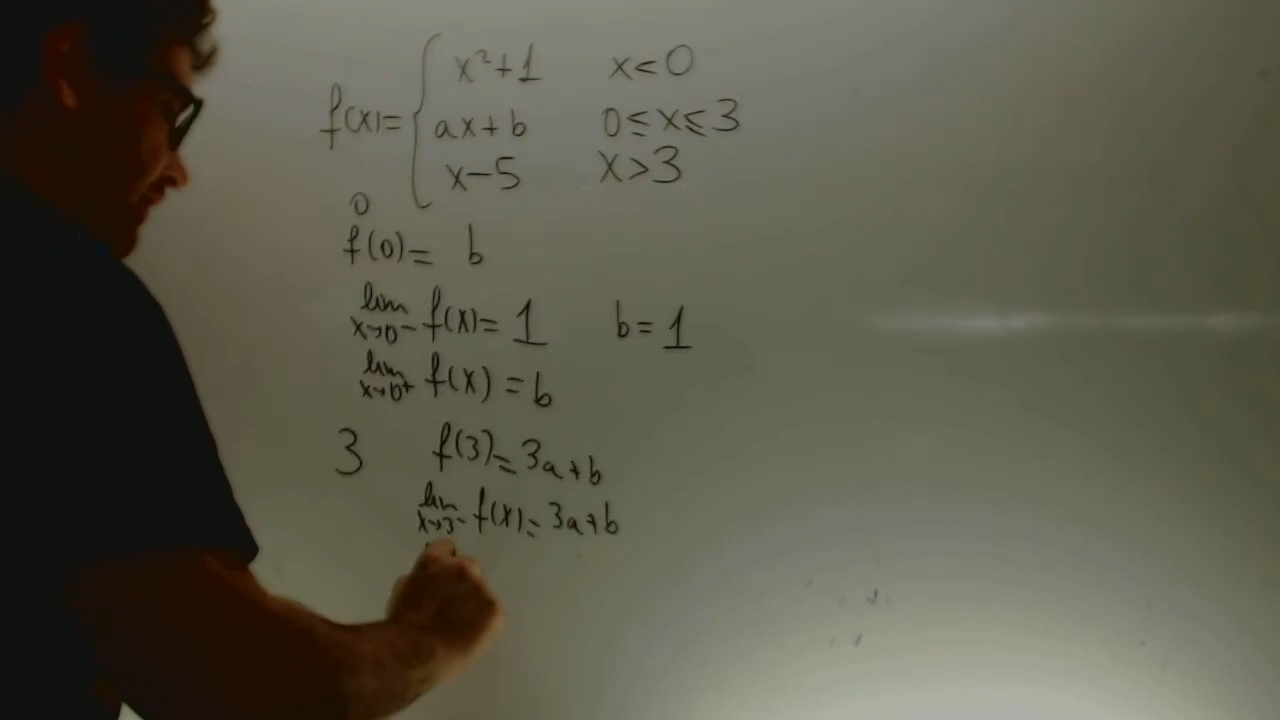 f(x)= { x²+1 x<0
ax+b 0≤x≤3
x-5 x>3
0
f(0)= b
lim x→0⁻ f(x)= 1 b=1
lim x→0⁺ f(x)=b
3 f(3)=3a+b
lim x→3⁻ f(x)=3a+b